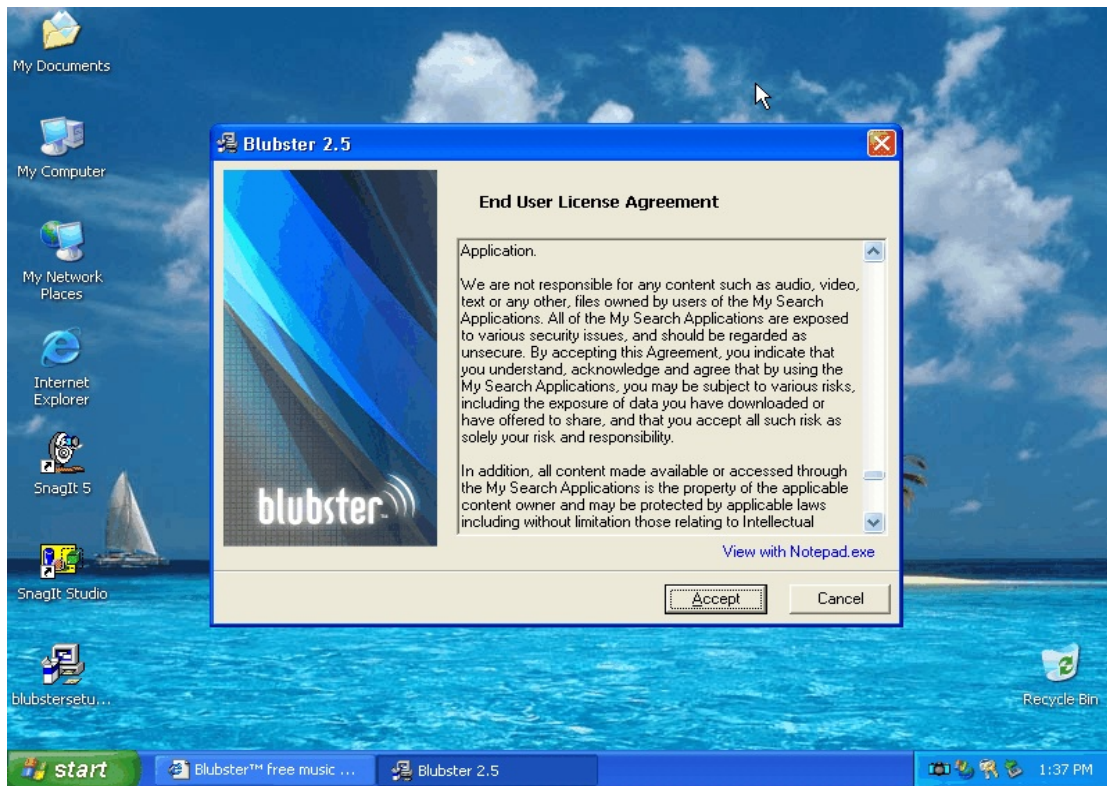 My Documents
My Computer
My Network
Places
Internet
Explorer
SnagIt 5
SnagIt Studio
blubstersetu...
Blubster 2.5
End User License Agreement
Application.
We are not responsible for any content such as audio, video,
text or any other, files owned by users of the My Search
Applications. All of the My Search Applications are exposed
to various security issues, and should be regarded as
unsecure. By accepting this Agreement, you indicate that
you understand, acknowledge and agree that by using the
My Search Applications, you may be subject to various risks,
including the exposure of data you have downloaded or
have offered to share, and that you accept all such risk as
solely your risk and responsibility.
In addition, all content made available or accessed through
the My Search Applications is the property of the applicable
content owner and may be protected by applicable laws
including without limitation those relating to Intellectual
blubster
View with Notepad.exe
Accept
Cancel
Recycle Bin
start
Blubster™ free music ...
Blubster 2.5
1:37 PM